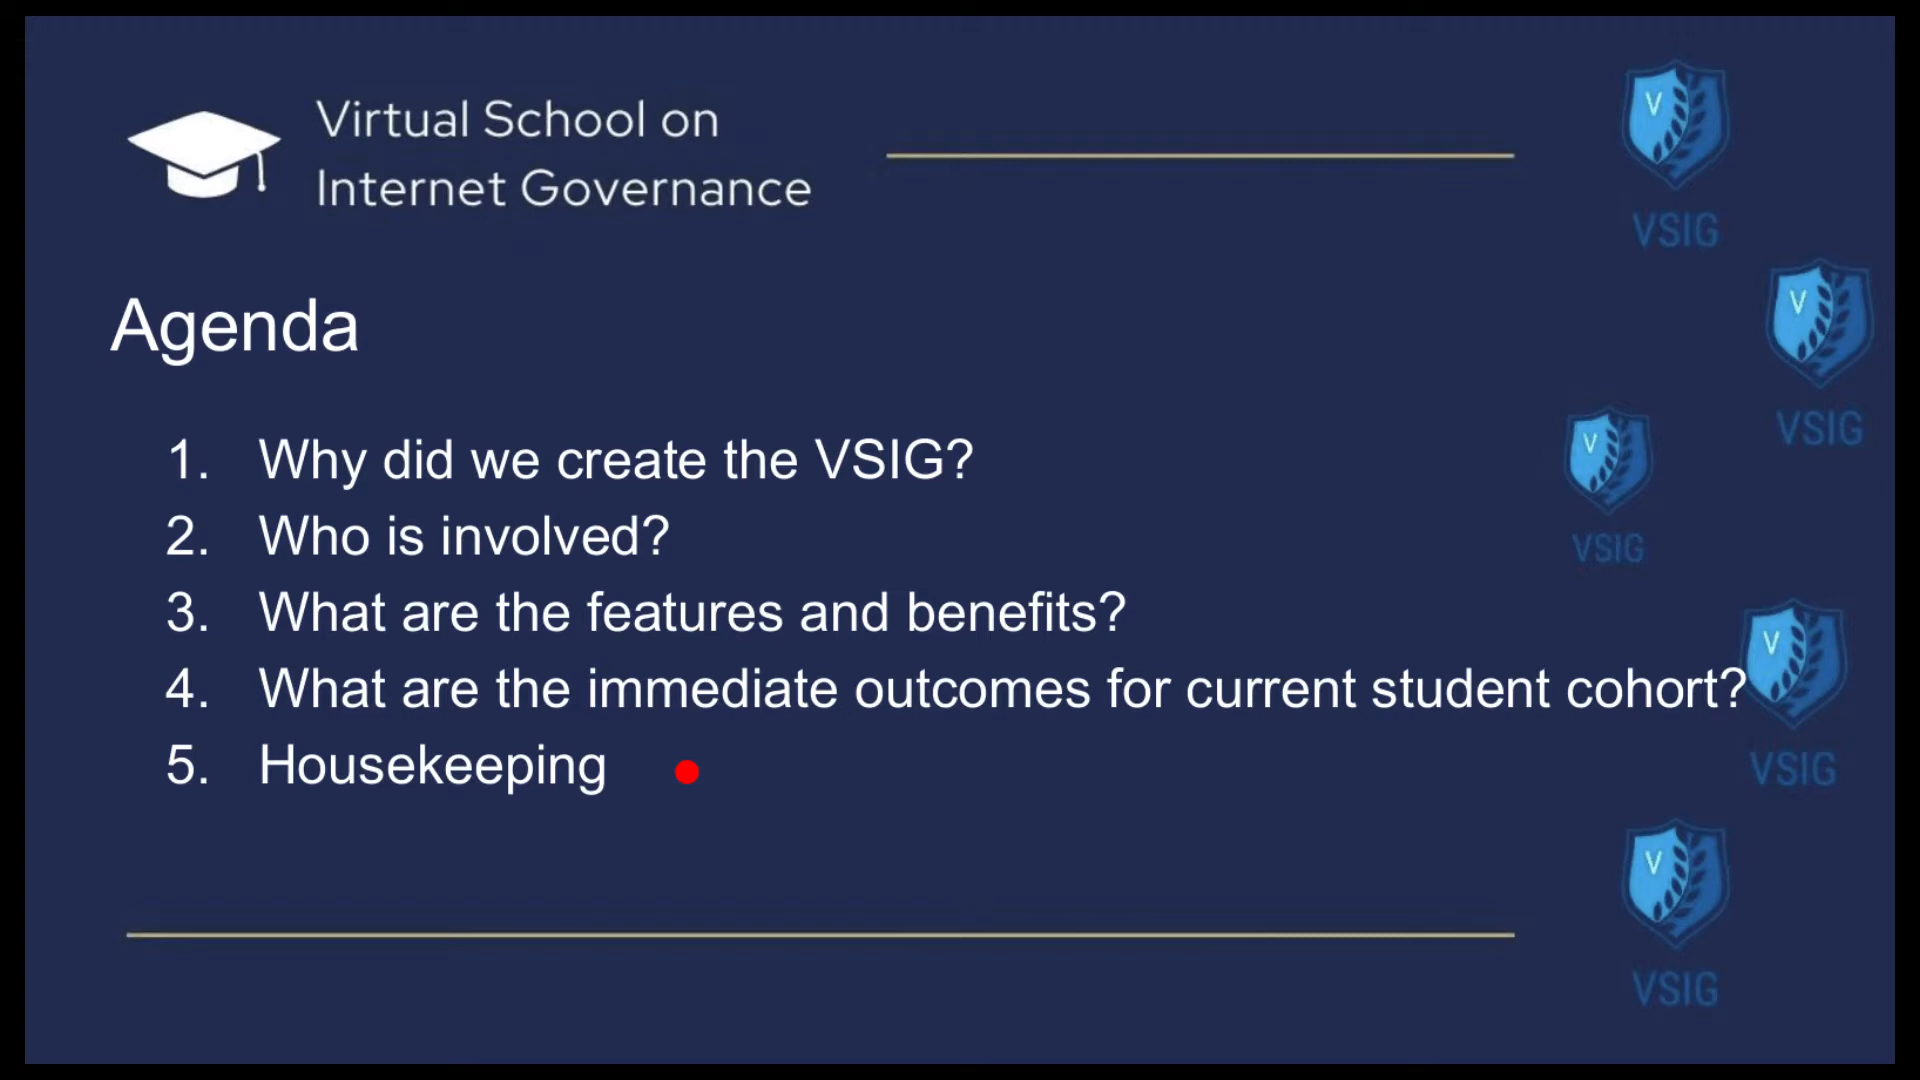 Virtual School on
Internet Governance
Agenda
1. Why did we create the VSIG?
2. Who is involved?
3. What are the features and benefits?
4. What are the immediate outcomes for current student cohort?
5. Housekeeping
V
VSIG
V
VSIG
V
VSIG
V
VSIG
V
VSIG